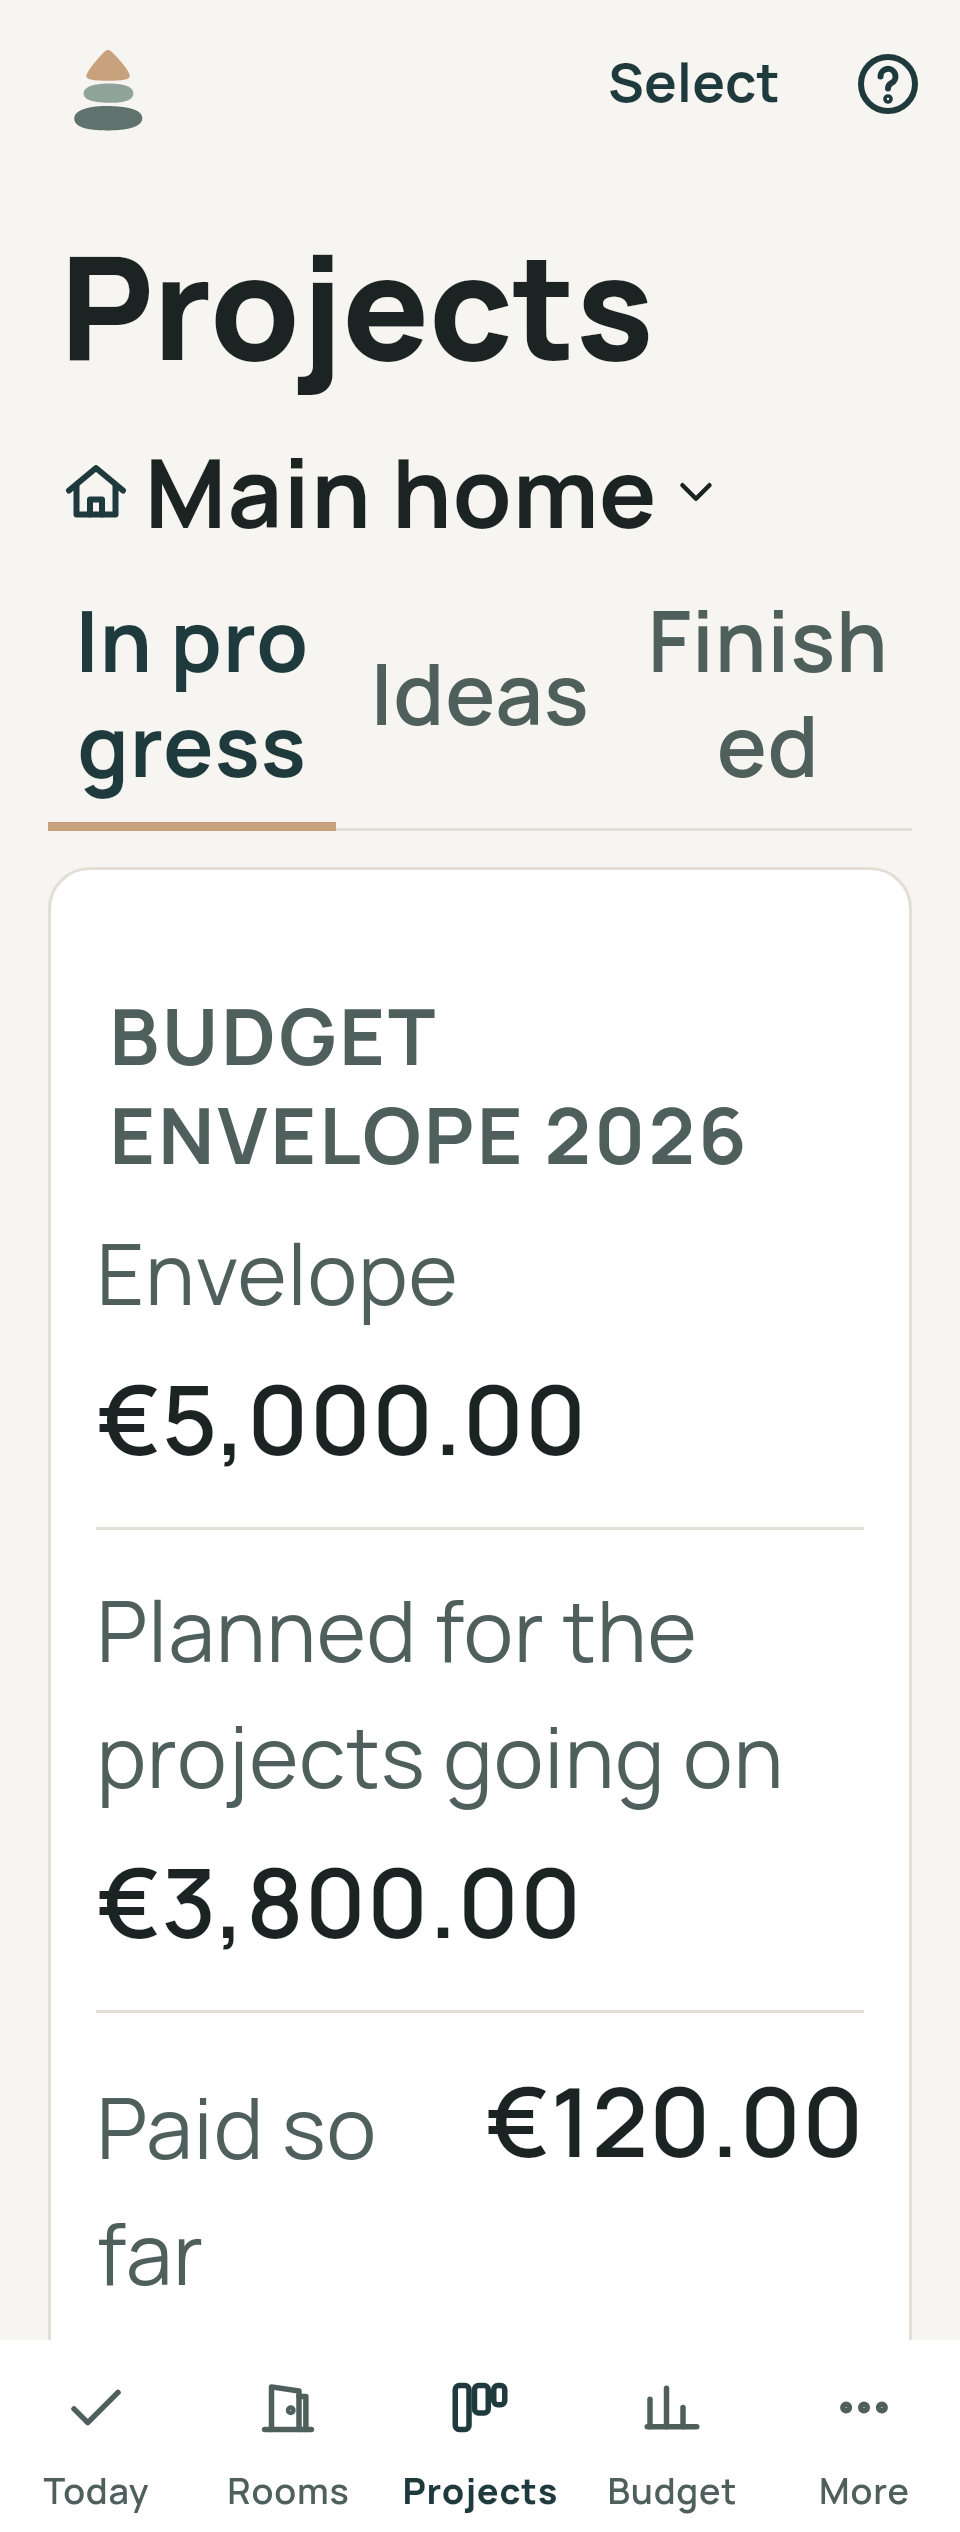 Select
Projects
Main home
In pro
gress
Ideas
Finish
ed
BUDGET
ENVELOPE 2026
Envelope
€5,000.00
Planned for the
projects going on
€3,800.00
Paid so
far
€120.00
Today
Rooms
Projects
Budget
More